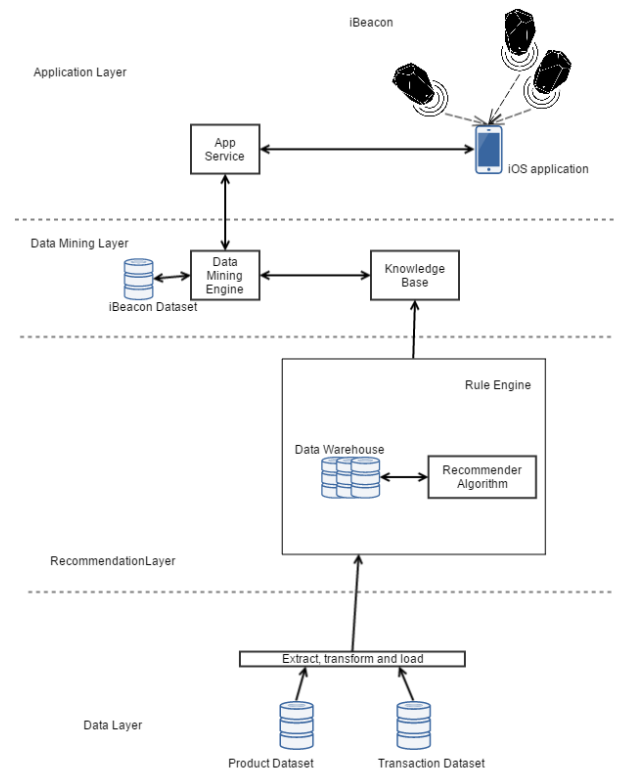 iBeacon
Application Layer
App
Service
iOS application
Data Mining Layer
Data
Mining
Engine
Knowledge
Base
iBeacon Dataset
Rule Engine
Data Warehouse
Recommender
Algorithm
RecommendationLayer
Extract, transform and load
Data Layer
Product Dataset
Transaction Dataset